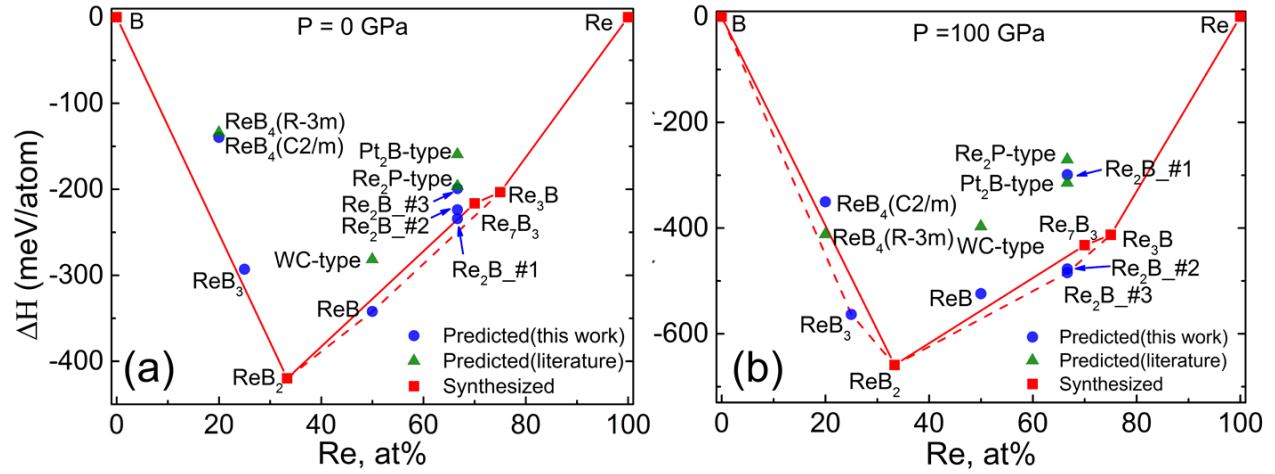 ΔH (meV/atom)
0
-100
-200
-300
-400
0 20 40 60 80 100
Re, at%
(a)
P = 0 GPa
B
Re
ReB4(R-3m)
ReB4(C2/m)
Pt2B-type
Re2P-type
Re2B_#3
Re2B_#2
Re3B
Re7B3
WC-type
Re2B_#1
ReB3
ReB
ReB2
Predicted(this work)
Predicted(literature)
Synthesized
0
-200
-400
-600
0 20 40 60 80 100
Re, at%
(b)
P =100 GPa
B
Re
Re2P-type
Re2B_#1
Pt2B-type
ReB4(C2/m)
Re7B3
ReB4(R-3m)
WC-type
Re3B
Re2B_#2
ReB
Re2B_#3
ReB3
ReB2
Predicted(this work)
Predicted(literature)
Synthesized